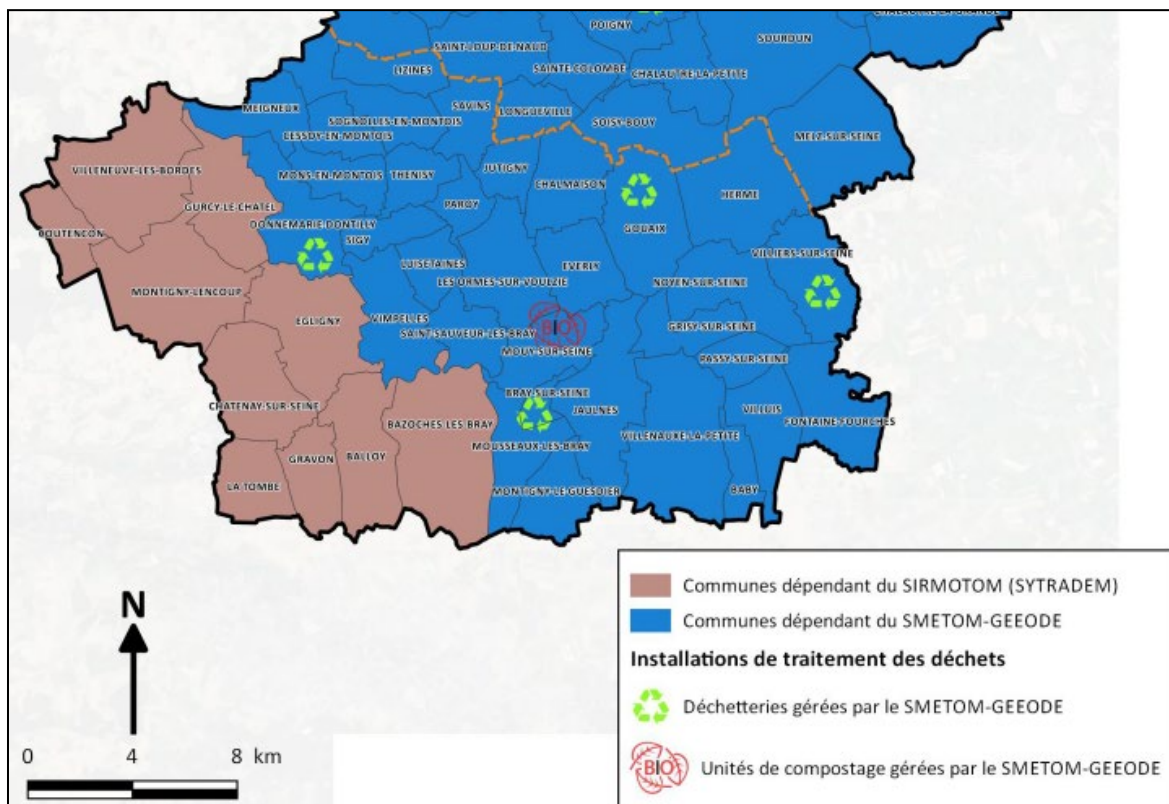 CHALAUTRE-LA-GRANDE
POIGNY
SOURDUN
SAINT-LOUP-DE-NAUD
SAINTE-COLOMBE
LIZINES
CHALAUTRE-LA-PETITE
MEIGNEUX
SAVINS
LONGUEVILLE
SOGNOLLES-EN-MONTOIS
SOISY-BOUY
CESSOY-EN-MONTOIS
MELZ-SUR-SEINE
VILLENEUVE-LES-BORDES
JUTIGNY
MONS-EN-MONTOIS
THENISY
CHALMAISON
HERME
GURCY-LE-CHATEL
PAROY
DONNEMARIE-DONTILLY
GOUAIX
COUTENCON
SIGY
VILLIERS-SUR-SEINE
LUISETAINES
EVERLY
LES ORMES-SUR-VOULZIE
NOYEN-SUR-SEINE
MONTIGNY-LENCOUP
EGLIGNY
VIMPELLES
SAINT-SAUVEUR-LES-BRAY
BIO
GRISY-SUR-SEINE
MOUY-SUR-SEINE
PASSY-SUR-SEINE
BRAY-SUR-SEINE
CHATENAY-SUR-SEINE
JAULNES
VILLUIS
BAZOCHES LES BRAY
FONTAINE-FOURCHES
VILLENAUXE-LA-PETITE
MOUSSEAUX-LES-BRAY
GRAVON
BALLOY
LA TOMBE
MONTIGNY-LE-GUESDIER
BABY
N
0 4 8 km
Communes dépendant du SIRMOTOM (SYTRADEM)
Communes dépendant du SMETOM-GEEODE
Installations de traitement des déchets
Déchetteries gérées par le SMETOM-GEEODE
BIO Unités de compostage gérées par le SMETOM-GEEODE